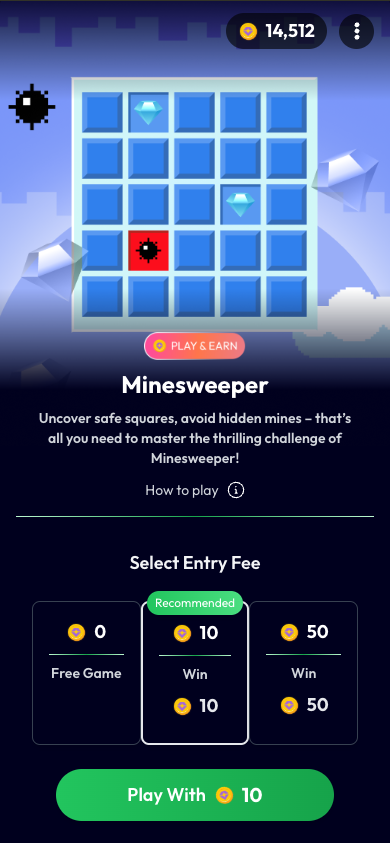 14,512
PLAY & EARN
Minesweeper
Uncover safe squares, avoid hidden mines – that's
all you need to master the thrilling challenge of
Minesweeper!
How to play
Select Entry Fee
Recommended
0
Free Game
10
Win
10
50
Win
50
Play With 10